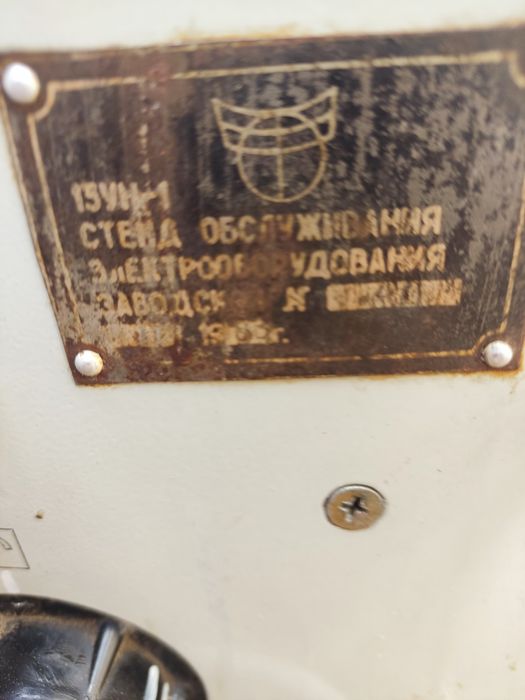 15УН-1
СТЕНД ОБСЛУЖИВАНИЯ
ЭЛЕКТРООБОРУДОВАНИЯ
ЗАВОДСКОЙ №